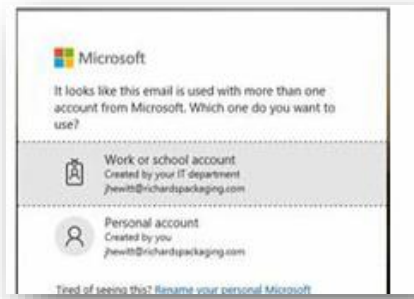 Microsoft
It looks like this email is used with more than one
account from Microsoft. Which one do you want to
use?
Work or school account
Created by your IT department
jhewitt@richardspackaging.com
Personal account
Created by you
jhewitt@richardspackaging.com
Tired of seeing this? Rename your personal Microsoft